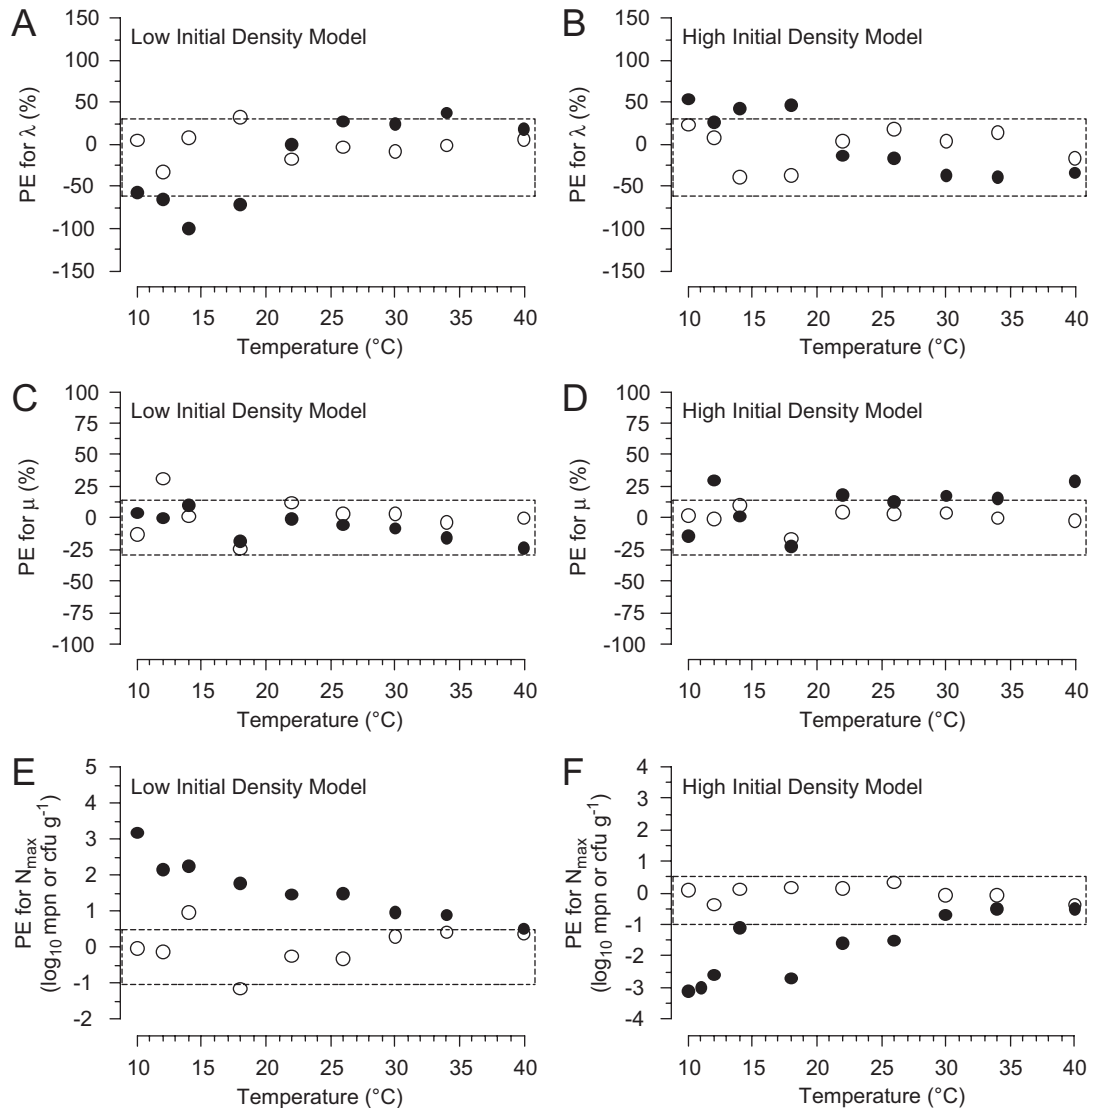 A
Low Initial Density Model
PE for λ (%)
150
100
50
0
-50
-100
-150
10 15 20 25 30 35 40
Temperature (°C)
B
High Initial Density Model
PE for λ (%)
150
100
50
0
-50
-100
-150
10 15 20 25 30 35 40
Temperature (°C)
C
Low Initial Density Model
PE for μ (%)
100
75
50
25
0
-25
-50
-75
-100
10 15 20 25 30 35 40
Temperature (°C)
D
High Initial Density Model
PE for μ (%)
100
75
50
25
0
-25
-50
-75
-100
10 15 20 25 30 35 40
Temperature (°C)
E
Low Initial Density Model
PE for Nmax
(log10 mpn or cfu g-1)
5
4
3
2
1
0
-1
-2
10 15 20 25 30 35 40
Temperature (°C)
F
High Initial Density Model
PE for Nmax
(log10 mpn or cfu g-1)
4
3
2
1
0
-1
-2
-3
-4
10 15 20 25 30 35 40
Temperature (°C)